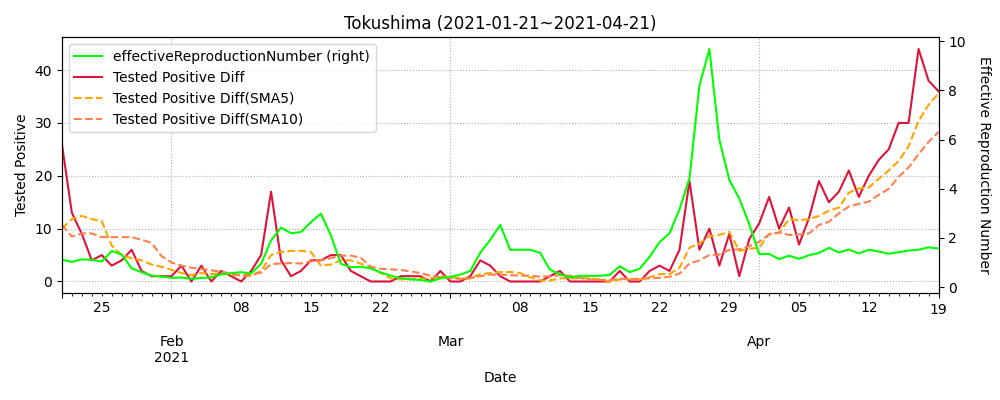 Tokushima (2021-01-21~2021-04-21)
effectiveReproductionNumber (right)
Tested Positive Diff
Tested Positive Diff(SMA5)
Tested Positive Diff(SMA10)
Tested Positive
40
30
20
10
0
10
8
6
4
2
0
Effective Reproduction Number
25
08
15
22
08
15
22
29
05
12
19
Feb
2021
Mar
Apr
Date